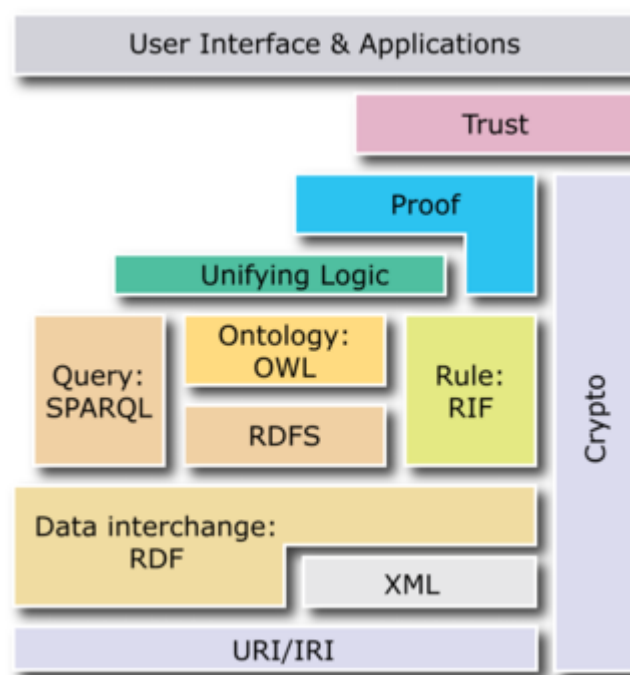 User Interface & Applications
Trust
Proof
Unifying Logic
Ontology:
OWL
Query:
SPARQL
Rule:
RIF
RDFS
Crypto
Data interchange:
RDF
XML
URI/IRI